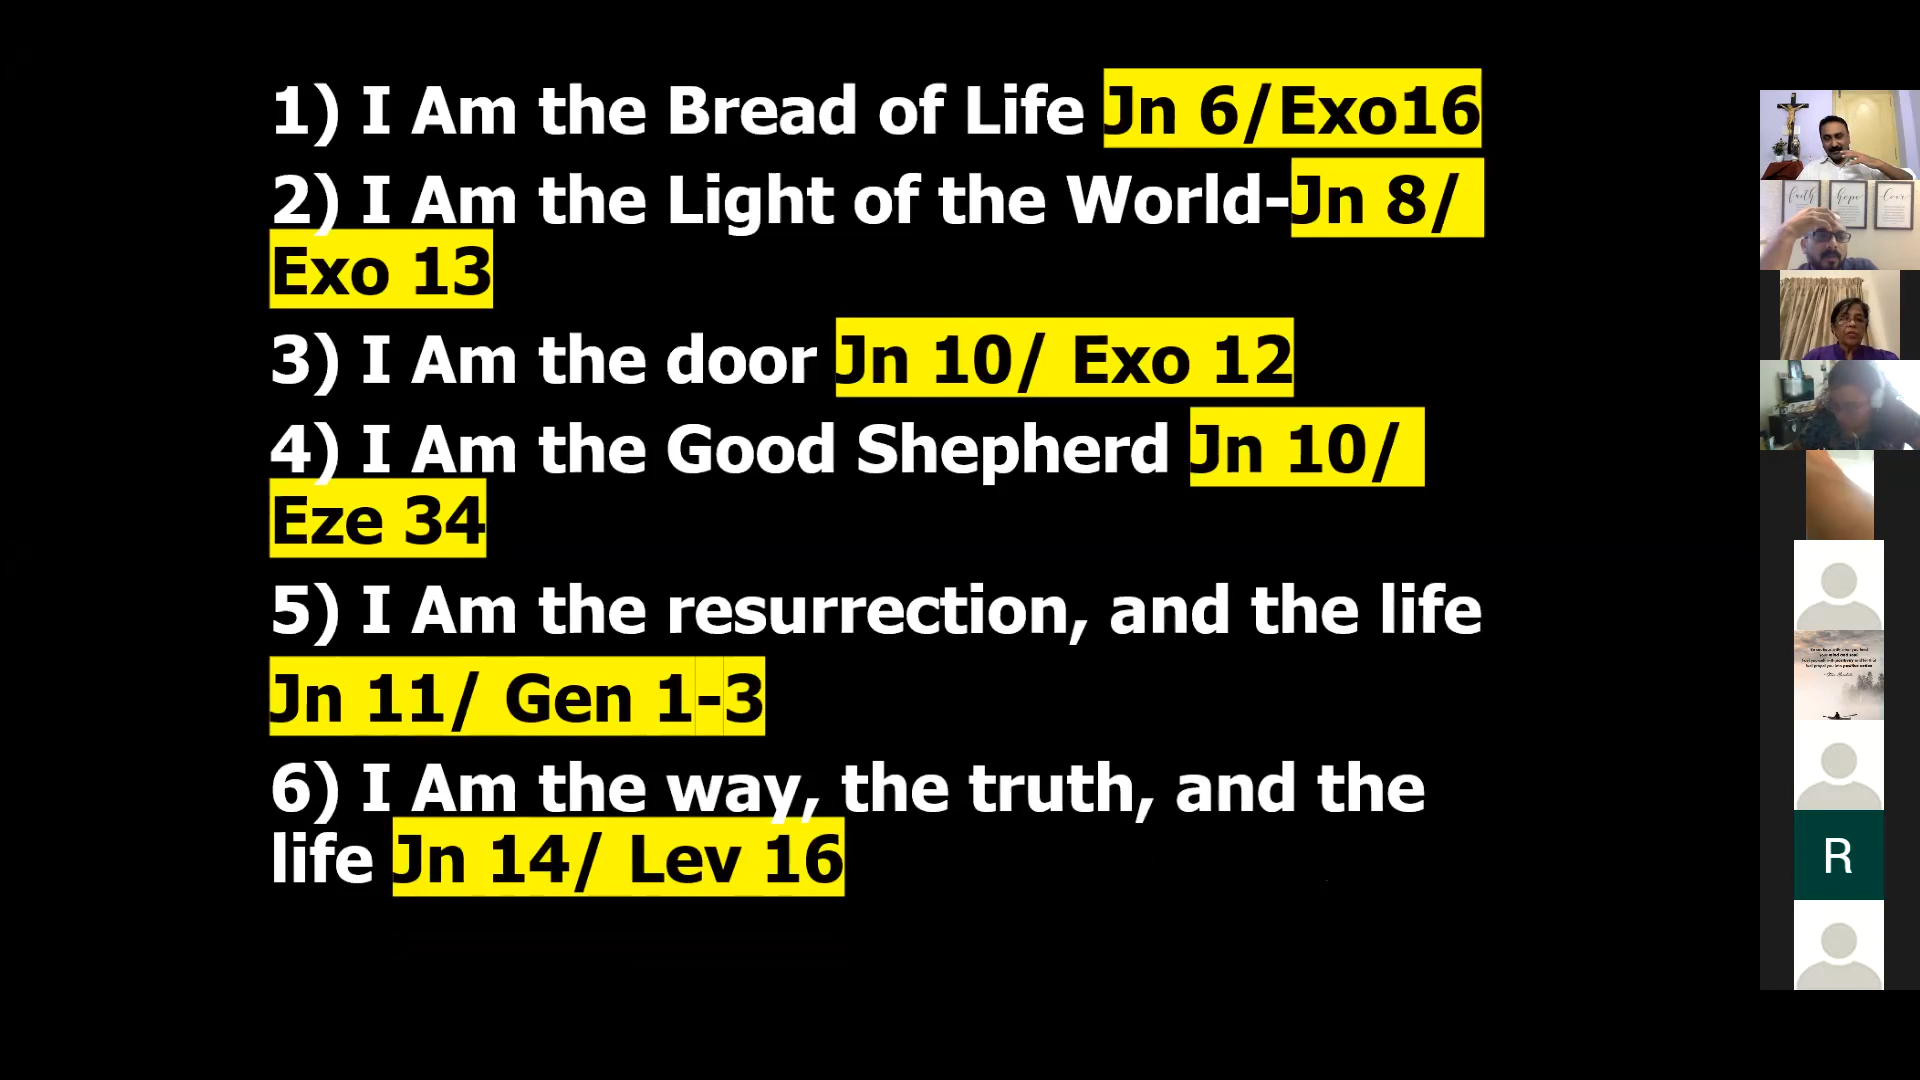 1) I Am the Bread of Life Jn 6/Exo16
2) I Am the Light of the World-Jn 8/
Exo 13
3) I Am the door Jn 10/ Exo 12
4) I Am the Good Shepherd Jn 10/
Eze 34
5) I Am the resurrection, and the life
Jn 11/ Gen 1-3
6) I Am the way, the truth, and the
life Jn 14/ Lev 16
faith hope love
R